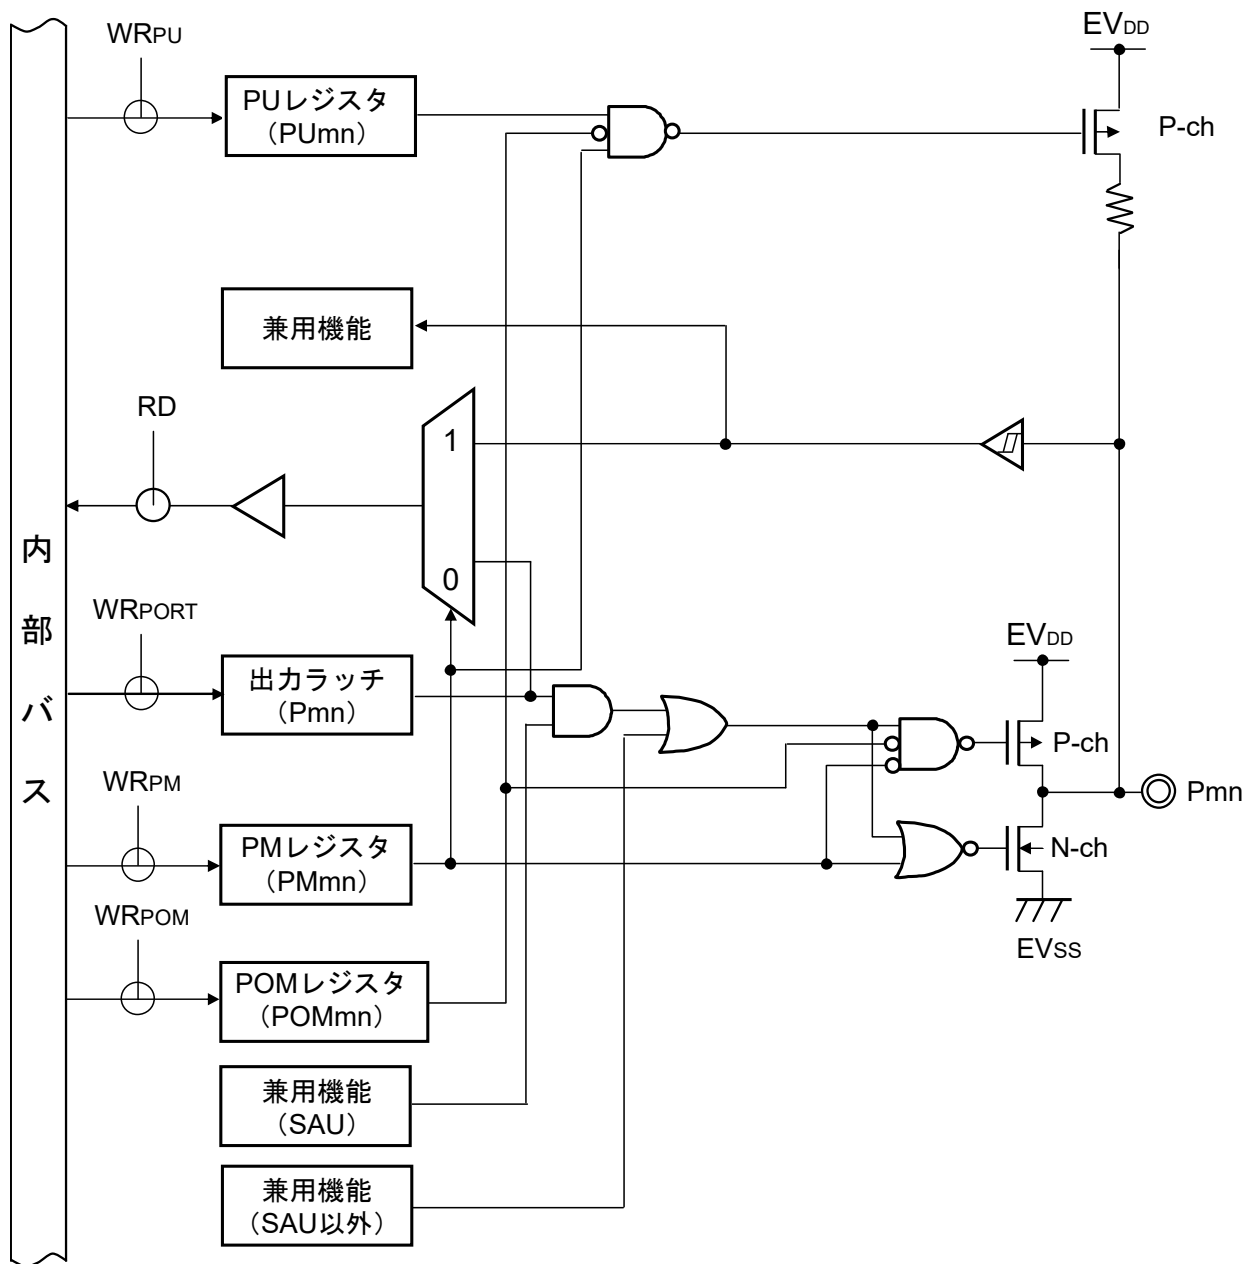 WRPU
PUレジスタ
（PUmn）
EVDD
P-ch
兼用機能
RD
1
0
内部バス
WRPORT
出力ラッチ
（Pmn）
EVDD
P-ch
Pmn
WRPM
PMレジスタ
（PMmn）
N-ch
EVSS
WRPOM
POMレジスタ
（POMmn）
兼用機能
（SAU）
兼用機能
（SAU以外）